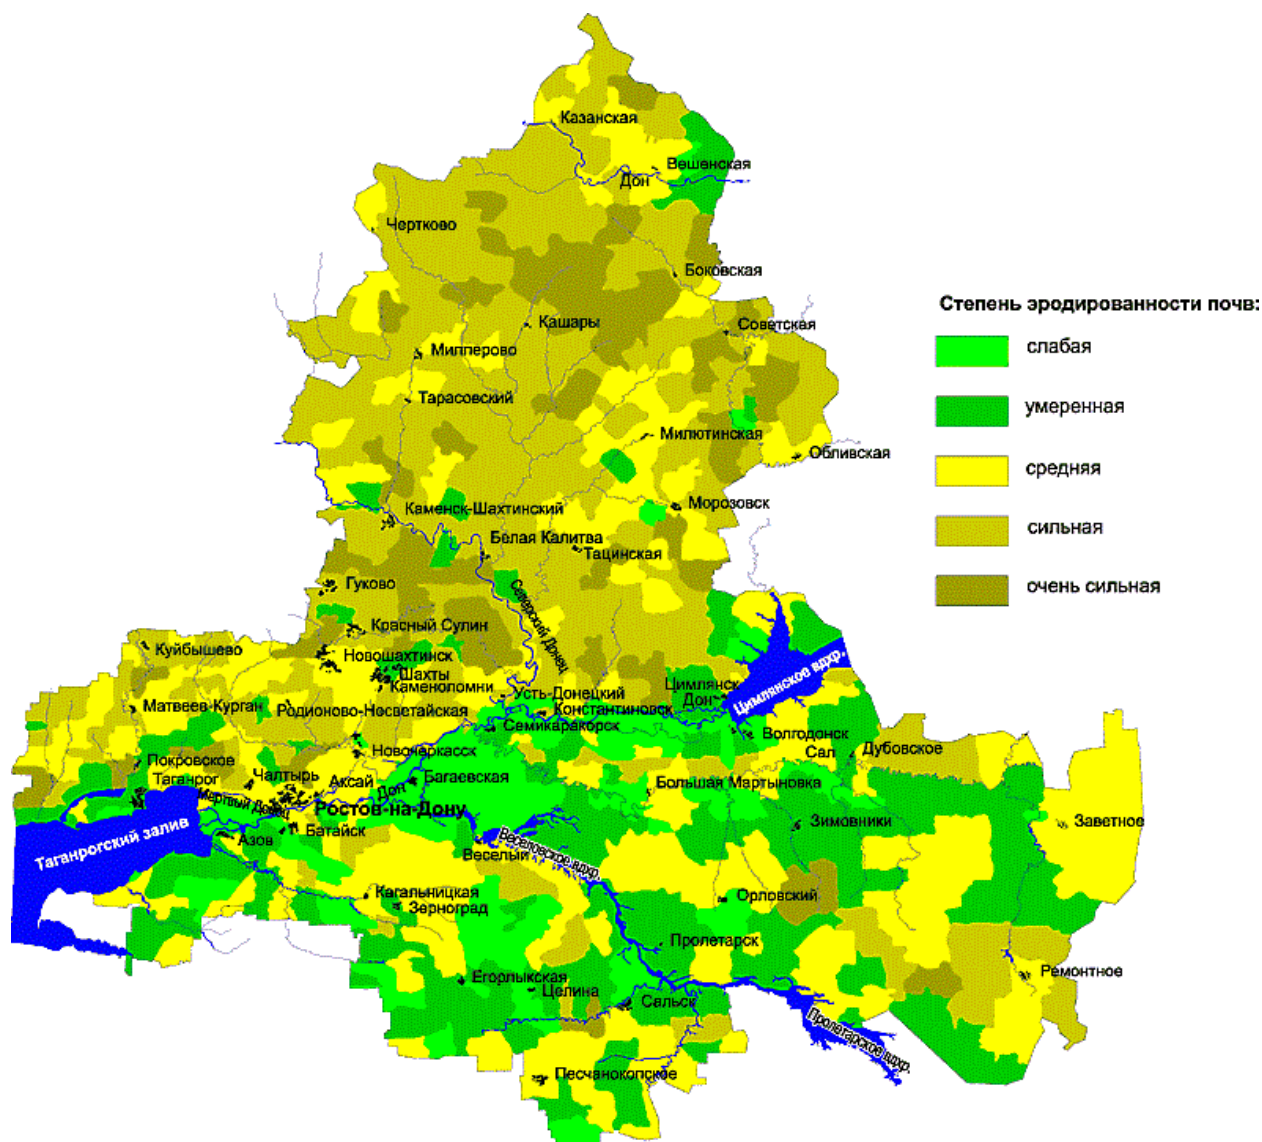 Казанская
Вешенская
Дон
Чертково
Боковская
Степень эродированности почв:
Кашары
Советская
слабая
Милперово
Тарасовский
умеренная
Милютинская
Обливская
средняя
Каменск-Шахтинский
Морозовск
сильная
Белая Калитва
Тацинская
Гуково
очень сильная
Северский Донец
Красный Сулин
Куйбышево
Новошахтинск
Шахты
Каменоломни
Цимлянск
Цимлянское вдхр.
Усть-Донецкий
Дон
Матвеев-Курган
Родионово-Несветайская
Константиновск
Семикаракорск
Волгодонск
Сал
Дубовское
Новочеркасск
Покровское
Таганрог
Чалтырь
Аксай
Дон
Багаевская
Большая Мартыновка
Мертвый Донец
Ростов-на-Дону
Зимовники
Заветное
Таганрогский залив
Азов
Батайск
Веселый
Веселовское вдхр.
Кагальницкая
Зерноград
Орловский
Пролетарск
Егорлыкская
Целина
Сальск
Ремонтное
Пролетарское вдхр.
Песчанокопское